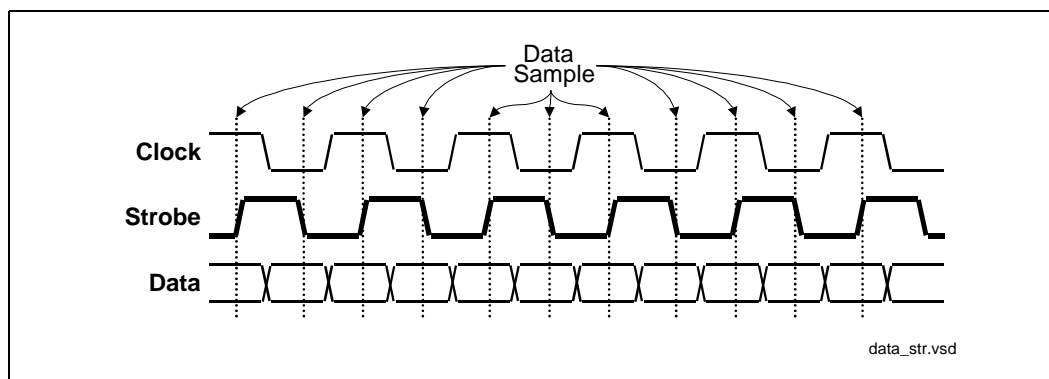 Data
Sample
Clock
Strobe
Data
data_str.vsd